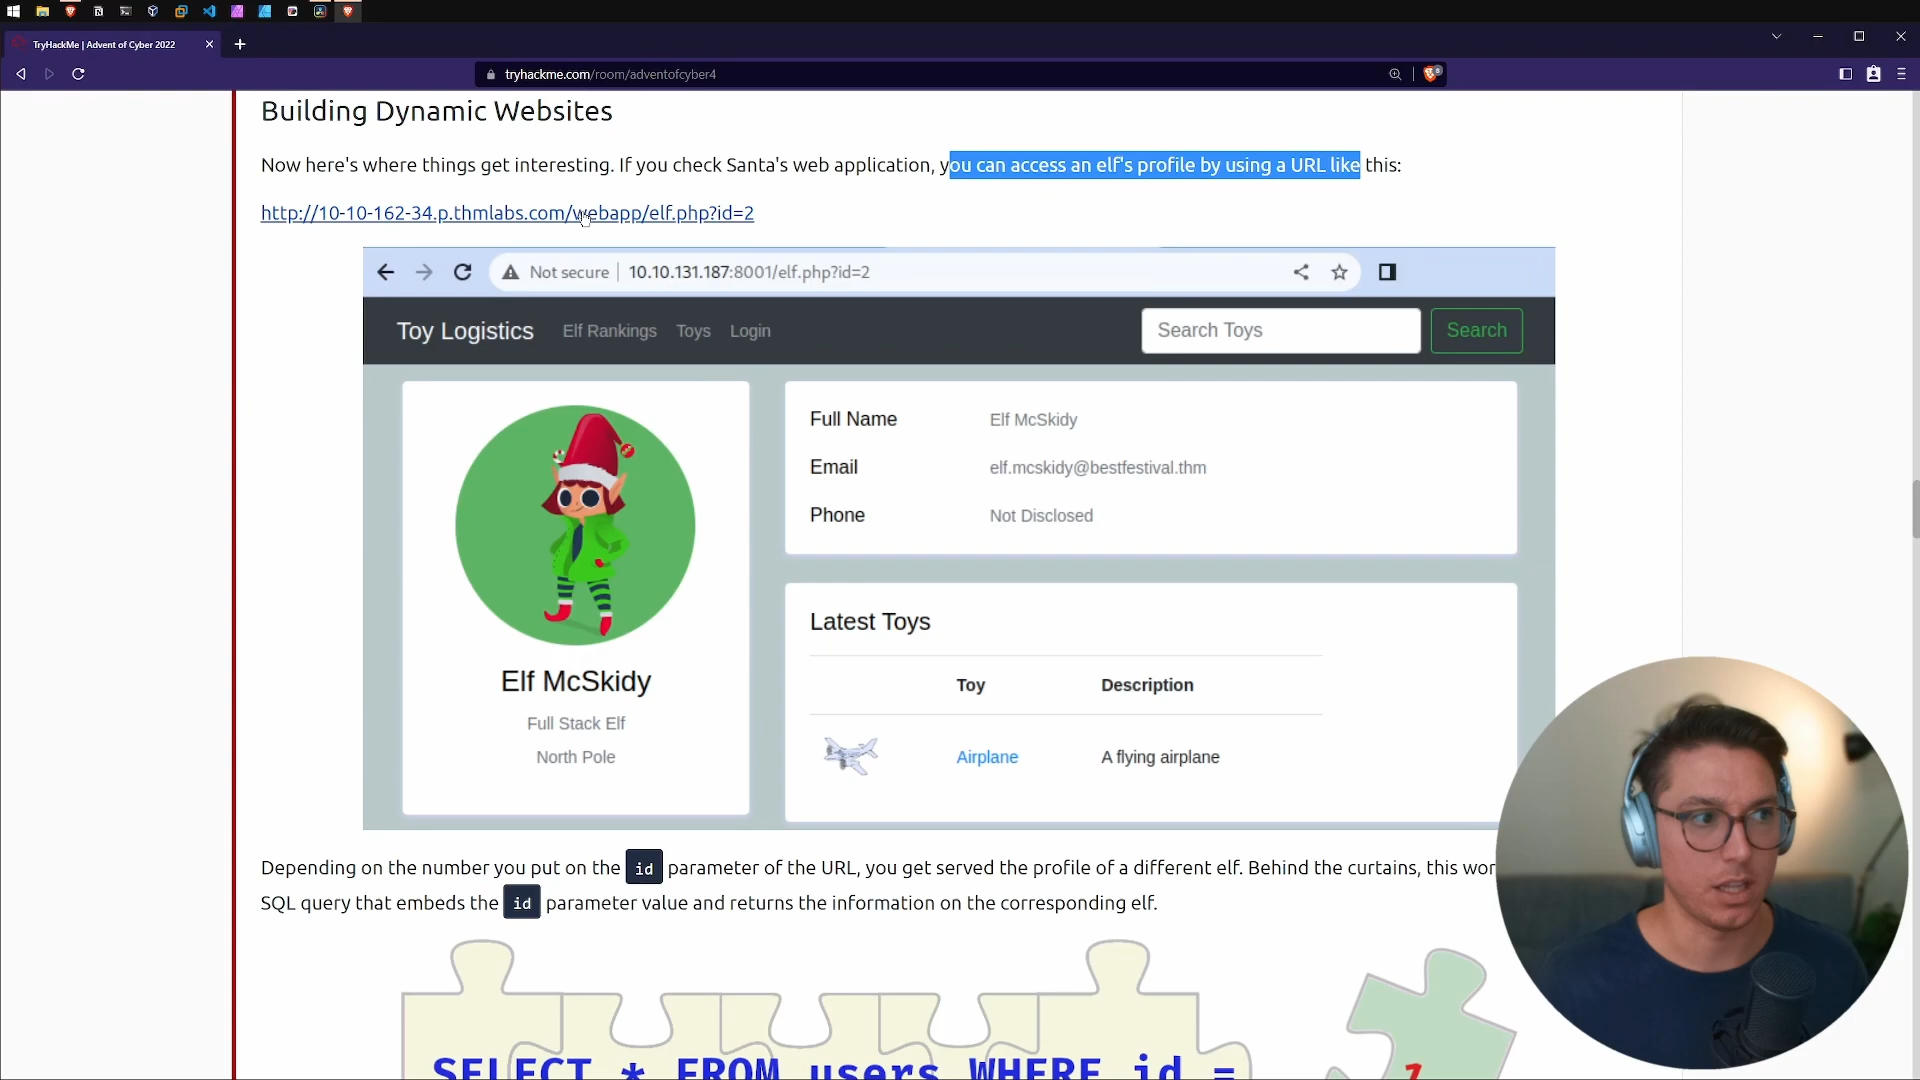 TryHackMe | Advent of Cyber 2022
tryhackme.com/room/adventofcyber4
Building Dynamic Websites
Now here's where things get interesting. If you check Santa's web application, you can access an elf's profile by using a URL like this:
http://10-10-162-34.p.thmlabs.com/webapp/elf.php?id=2
Not secure 10.10.131.187:8001/elf.php?id=2
Toy Logistics Elf Rankings Toys Login Search Toys Search
Full Name Elf McSkidy
Email elf.mcskidy@bestfestival.thm
Phone Not Disclosed
Elf McSkidy
Full Stack Elf
North Pole
Latest Toys
Toy Description
Airplane A flying airplane
Depending on the number you put on the id parameter of the URL, you get served the profile of a different elf. Behind the curtains, this
SQL query that embeds the id parameter value and returns the information on the corresponding elf.
SELECT * FROM users WHERE id =